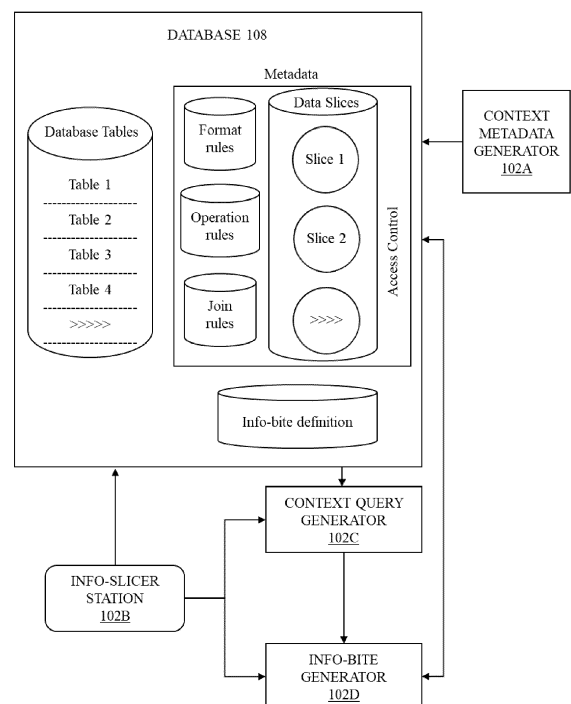 DATABASE 108
Metadata
Database Tables
Table 1
Table 2
Table 3
Table 4
>>>>>
Format
rules
Operation
rules
Join
rules
Data Slices
Slice 1
Slice 2
>>>>
Access Control
Info-bite definition
CONTEXT
METADATA
GENERATOR
102A
CONTEXT QUERY
GENERATOR
102C
INFO-SLICER
STATION
102B
INFO-BITE
GENERATOR
102D